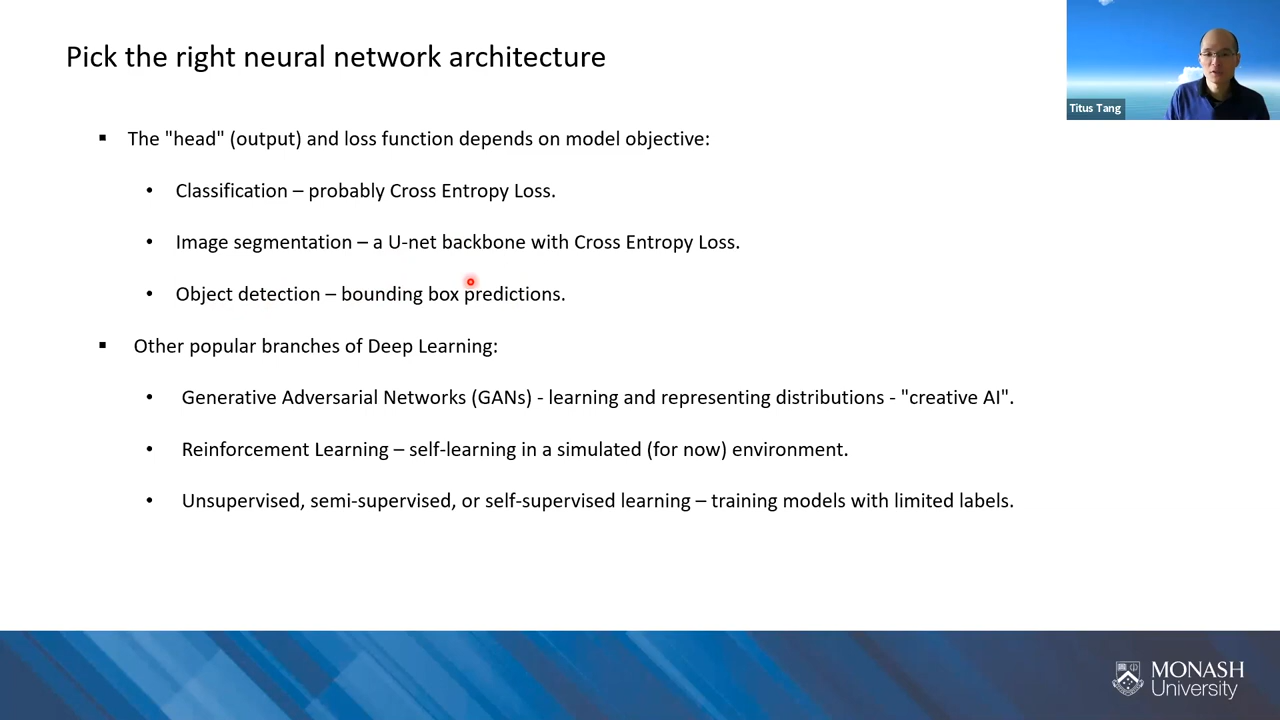 Pick the right neural network architecture
Titus Tang
▪ The "head" (output) and loss function depends on model objective:
• Classification – probably Cross Entropy Loss.
• Image segmentation – a U-net backbone with Cross Entropy Loss.
• Object detection – bounding box predictions.
▪ Other popular branches of Deep Learning:
• Generative Adversarial Networks (GANs) - learning and representing distributions - "creative AI".
• Reinforcement Learning – self-learning in a simulated (for now) environment.
• Unsupervised, semi-supervised, or self-supervised learning – training models with limited labels.
MONASH
University